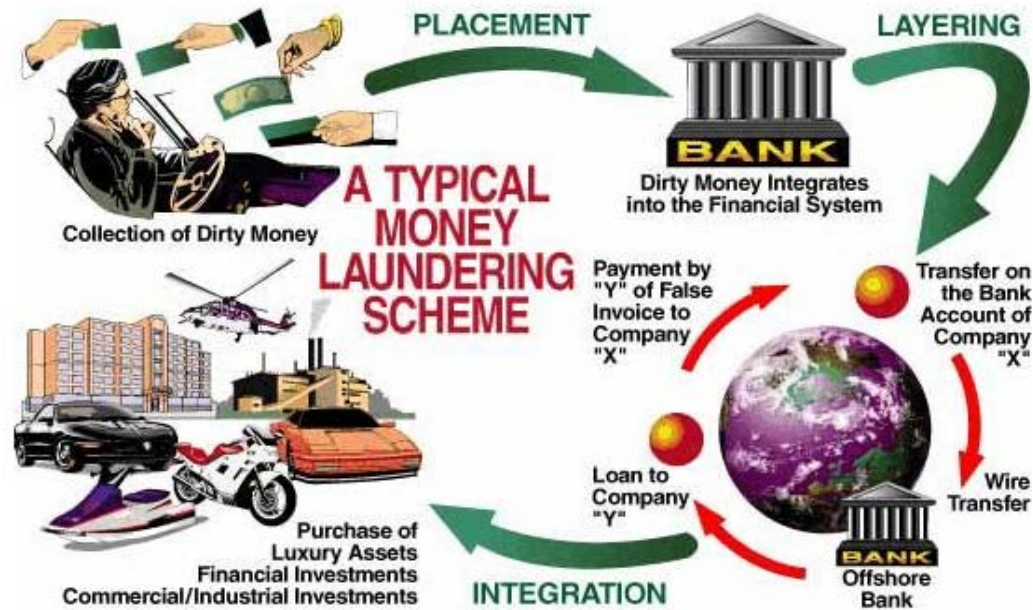 PLACEMENT
LAYERING
BANK
Dirty Money Integrates
into the Financial System
Collection of Dirty Money
A TYPICAL
MONEY
LAUNDERING
SCHEME
Payment by
"Y" of False
Invoice to
Company
"X"
Transfer on
the Bank
Account of
Company
"X"
Loan to
Company
"Y"
Wire
Transfer
BANK
Offshore
Bank
Purchase of
Luxury Assets
Financial Investments
Commercial/Industrial Investments
INTEGRATION